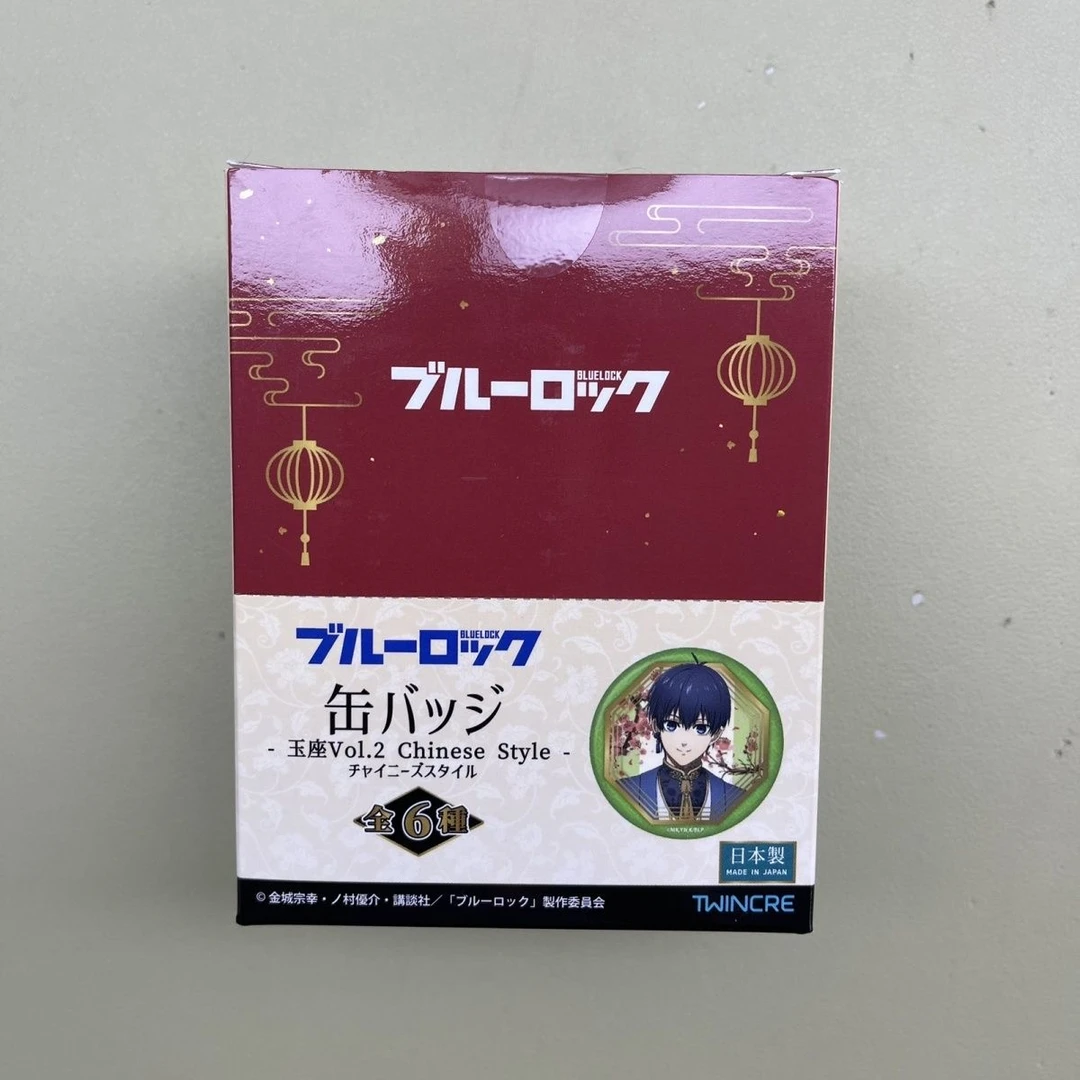 ブルーロック
BLUELOCK
ブルーロック
BLUELOCK
缶バッジ
- 玉座Vol.2 Chinese Style -
チャイニーズスタイル
全6種
日本製
MADE IN JAPAN
© 金城宗幸・ノ村優介・講談社／「ブルーロック」製作委員会
TWINCRE